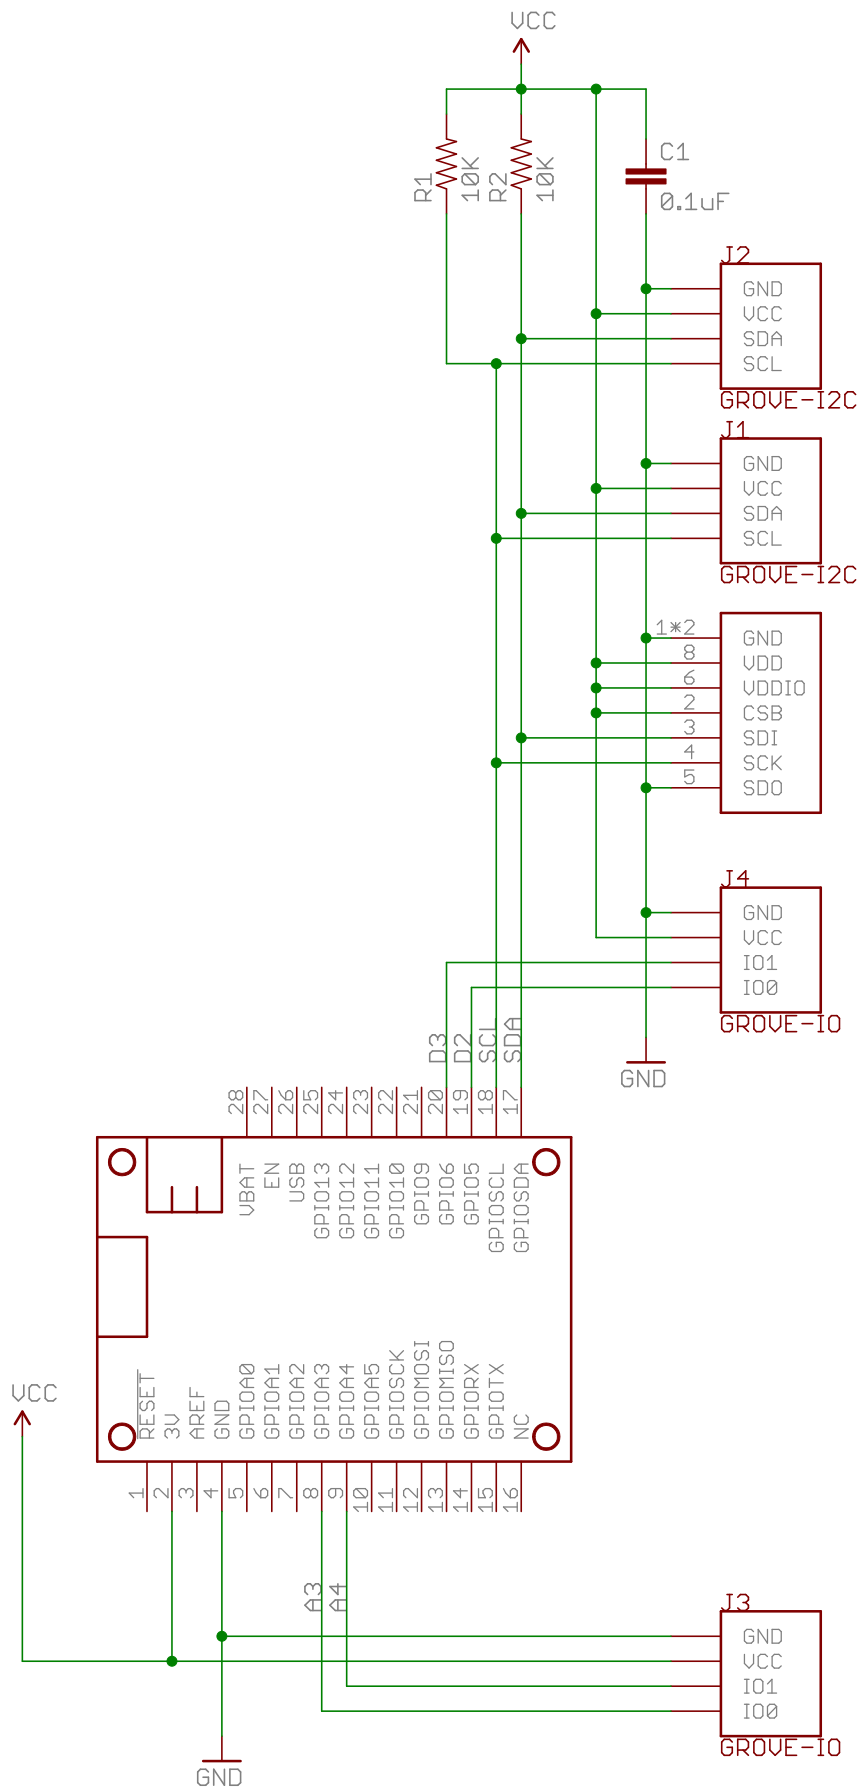 VCC
R1
10K
R2
10K
C1
0.1uF
J2
GND
VCC
SDA
SCL
GROVE-I2C
J1
GND
VCC
SDA
SCL
GROVE-I2C
1*2 GND
8 VDD
6 VDDIO
2 CSB
3 SDI
4 SCK
5 SDO
J4
GND
VCC
IO1
IO0
GROVE-IO
D3
D2
SCL
SDA
GND
28 VBAT
27 EN
26 USB
25 GPIO13
24 GPIO12
23 GPIO11
22 GPIO10
21 GPIO9
20 GPIO6
19 GPIO5
18 GPIOSCL
17 GPIOSDA
VCC
RESET 1
3V 2
AREF 3
GND 4
GPIOA0 5
GPIOA1 6
GPIOA2 7
GPIOA3 8
GPIOA4 9
GPIOA5 10
GPIOSCK 11
GPIOMOSI 12
GPIOMISO 13
GPIORX 14
GPIOTX 15
NC 16
A3
A4
J3
GND
VCC
IO1
IO0
GROVE-IO
GND